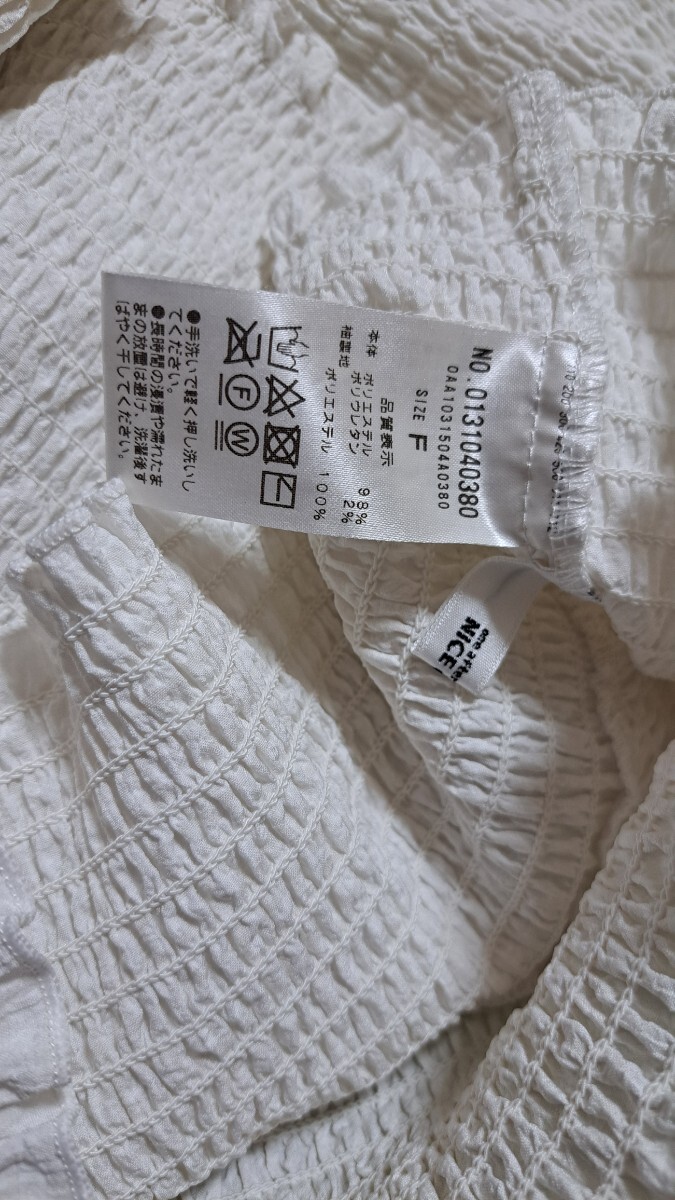 NO.0131040380
0AA1031504A0380
SIZE F
品質表示
本体 ポリエステル 98%
ポリウレタン 2%
袖裏地 ポリエステル 100%
F
W
●手洗いで軽く押し洗いし
てください。
●長時間の浸漬や濡れたま
まの放置は避け、洗濯後す
ばやく干してください。
one after
NICE